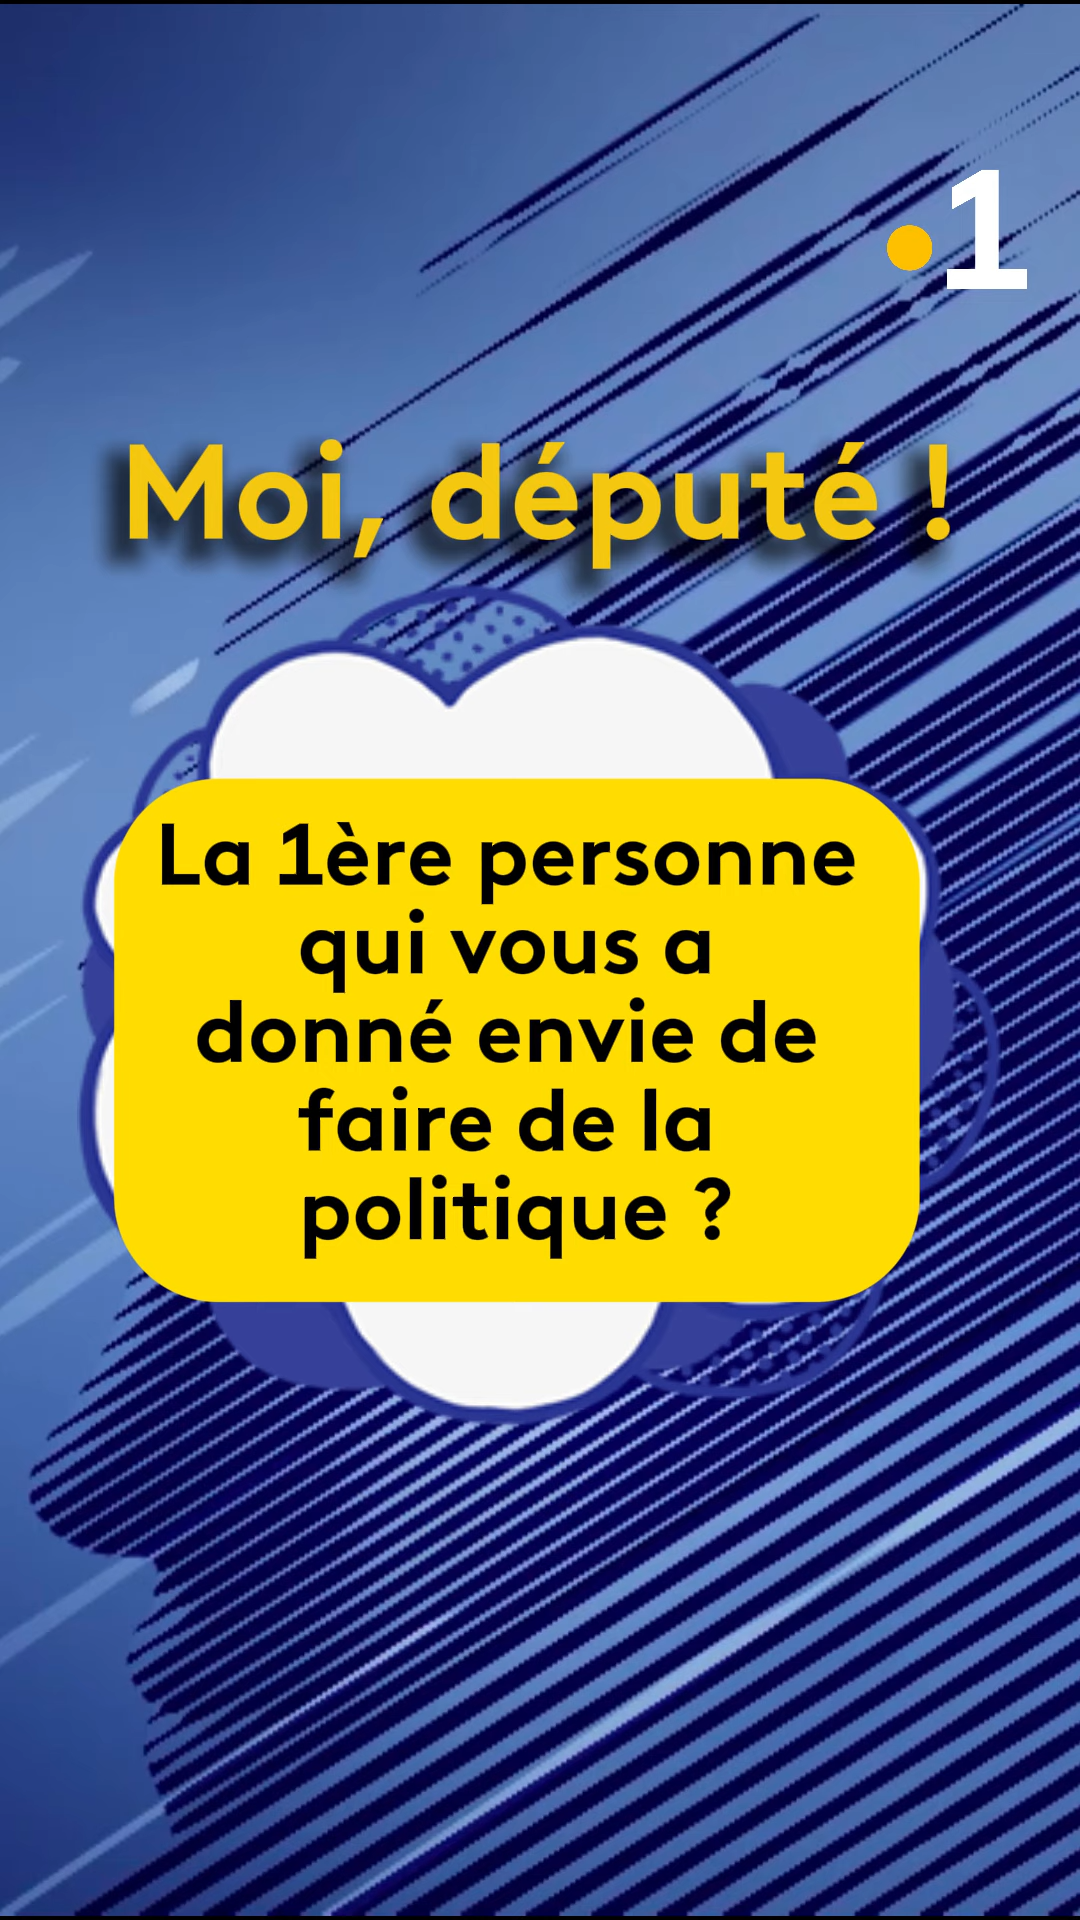 1
Moi, député !
La 1ère personne
qui vous a
donné envie de
faire de la
politique ?